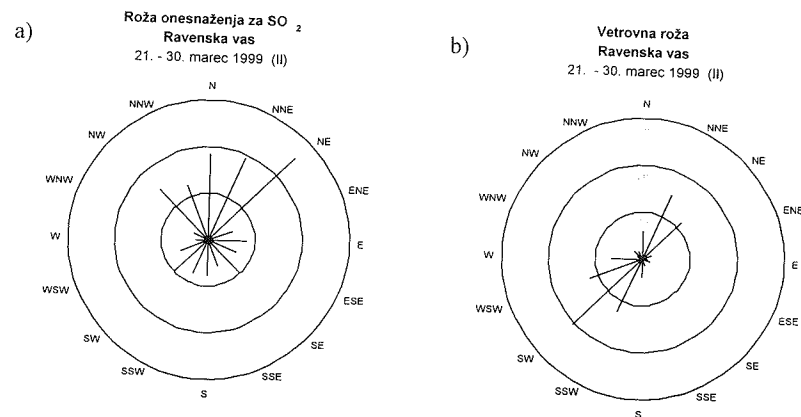 a)
Roža onesnaženja za SO 2
Ravenska vas
21. - 30. marec 1999 (II)
N
NNE
NE
ENE
E
ESE
SE
SSE
S
SSW
SW
WSW
W
WNW
NW
NNW
b)
Vetrovna roža
Ravenska vas
21. - 30. marec 1999 (II)
N
NNE
NE
ENE
E
ESE
SE
SSE
S
SSW
SW
WSW
W
WNW
NW
NNW